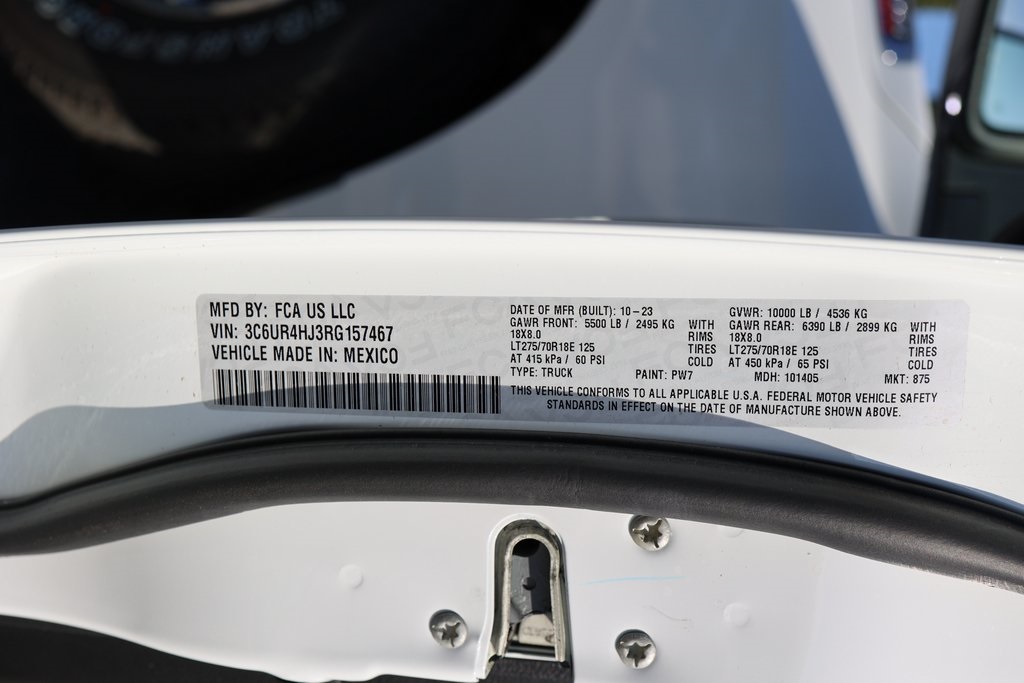 MFD BY: FCA US LLC
VIN: 3C6UR4HJ3RG157467
VEHICLE MADE IN: MEXICO
DATE OF MFR (BUILT): 10-23
GAWR FRONT: 5500 LB / 2495 KG WITH
18X8.0 RIMS
LT275/70R18E 125 TIRES
AT 415 kPa / 60 PSI COLD
TYPE: TRUCK PAINT: PW7
GVWR: 10000 LB / 4536 KG
GAWR REAR: 6390 LB / 2899 KG WITH
18X8.0 RIMS
LT275/70R18E 125 TIRES
AT 450 kPa / 65 PSI COLD
MDH: 101405 MKT: 875
THIS VEHICLE CONFORMS TO ALL APPLICABLE U.S.A. FEDERAL MOTOR VEHICLE SAFETY
STANDARDS IN EFFECT ON THE DATE OF MANUFACTURE SHOWN ABOVE.